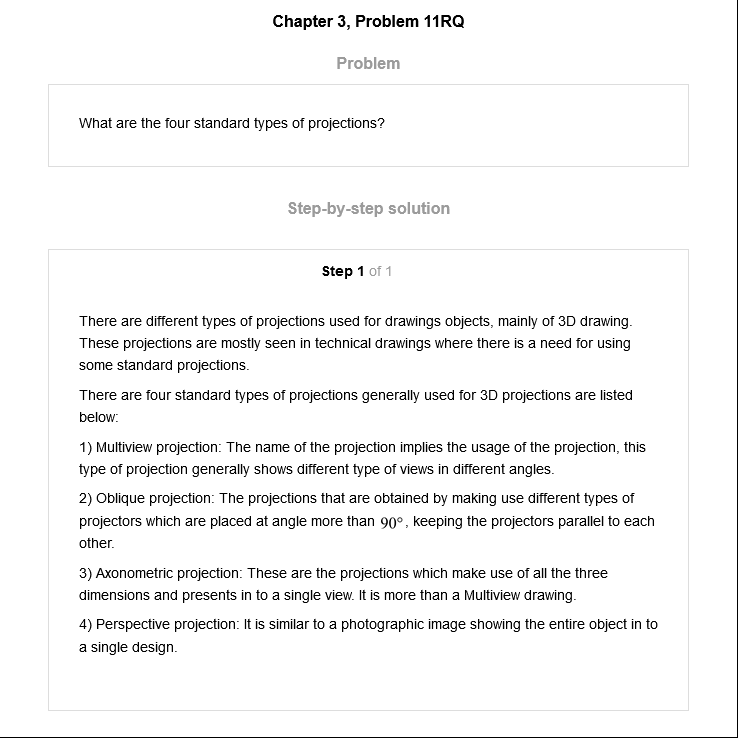 Chapter 3, Problem 11RQ
Problem
What are the four standard types of projections?
Step-by-step solution
Step 1 of 1
There are different types of projections used for drawings objects, mainly of 3D drawing.
These projections are mostly seen in technical drawings where there is a need for using
some standard projections.
There are four standard types of projections generally used for 3D projections are listed
below:
1) Multiview projection: The name of the projection implies the usage of the projection, this
type of projection generally shows different type of views in different angles.
2) Oblique projection: The projections that are obtained by making use different types of
projectors which are placed at angle more than 90°, keeping the projectors parallel to each
other.
3) Axonometric projection: These are the projections which make use of all the three
dimensions and presents in to a single view. It is more than a Multiview drawing.
4) Perspective projection: It is similar to a photographic image showing the entire object in to
a single design.